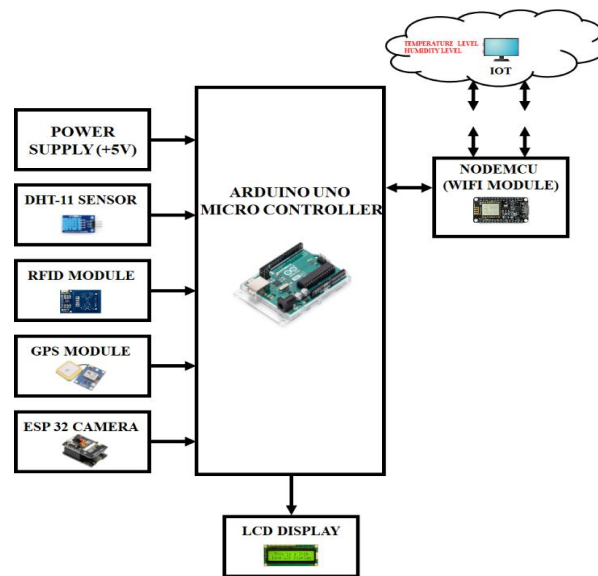 TEMPERATURE LEVEL
HUMIDITY LEVEL
IOT
POWER
SUPPLY (+5V)
DHT-11 SENSOR
RFID MODULE
GPS MODULE
ESP 32 CAMERA
ARDUINO UNO
MICRO CONTROLLER
NODEMCU
(WIFI MODULE)
LCD DISPLAY